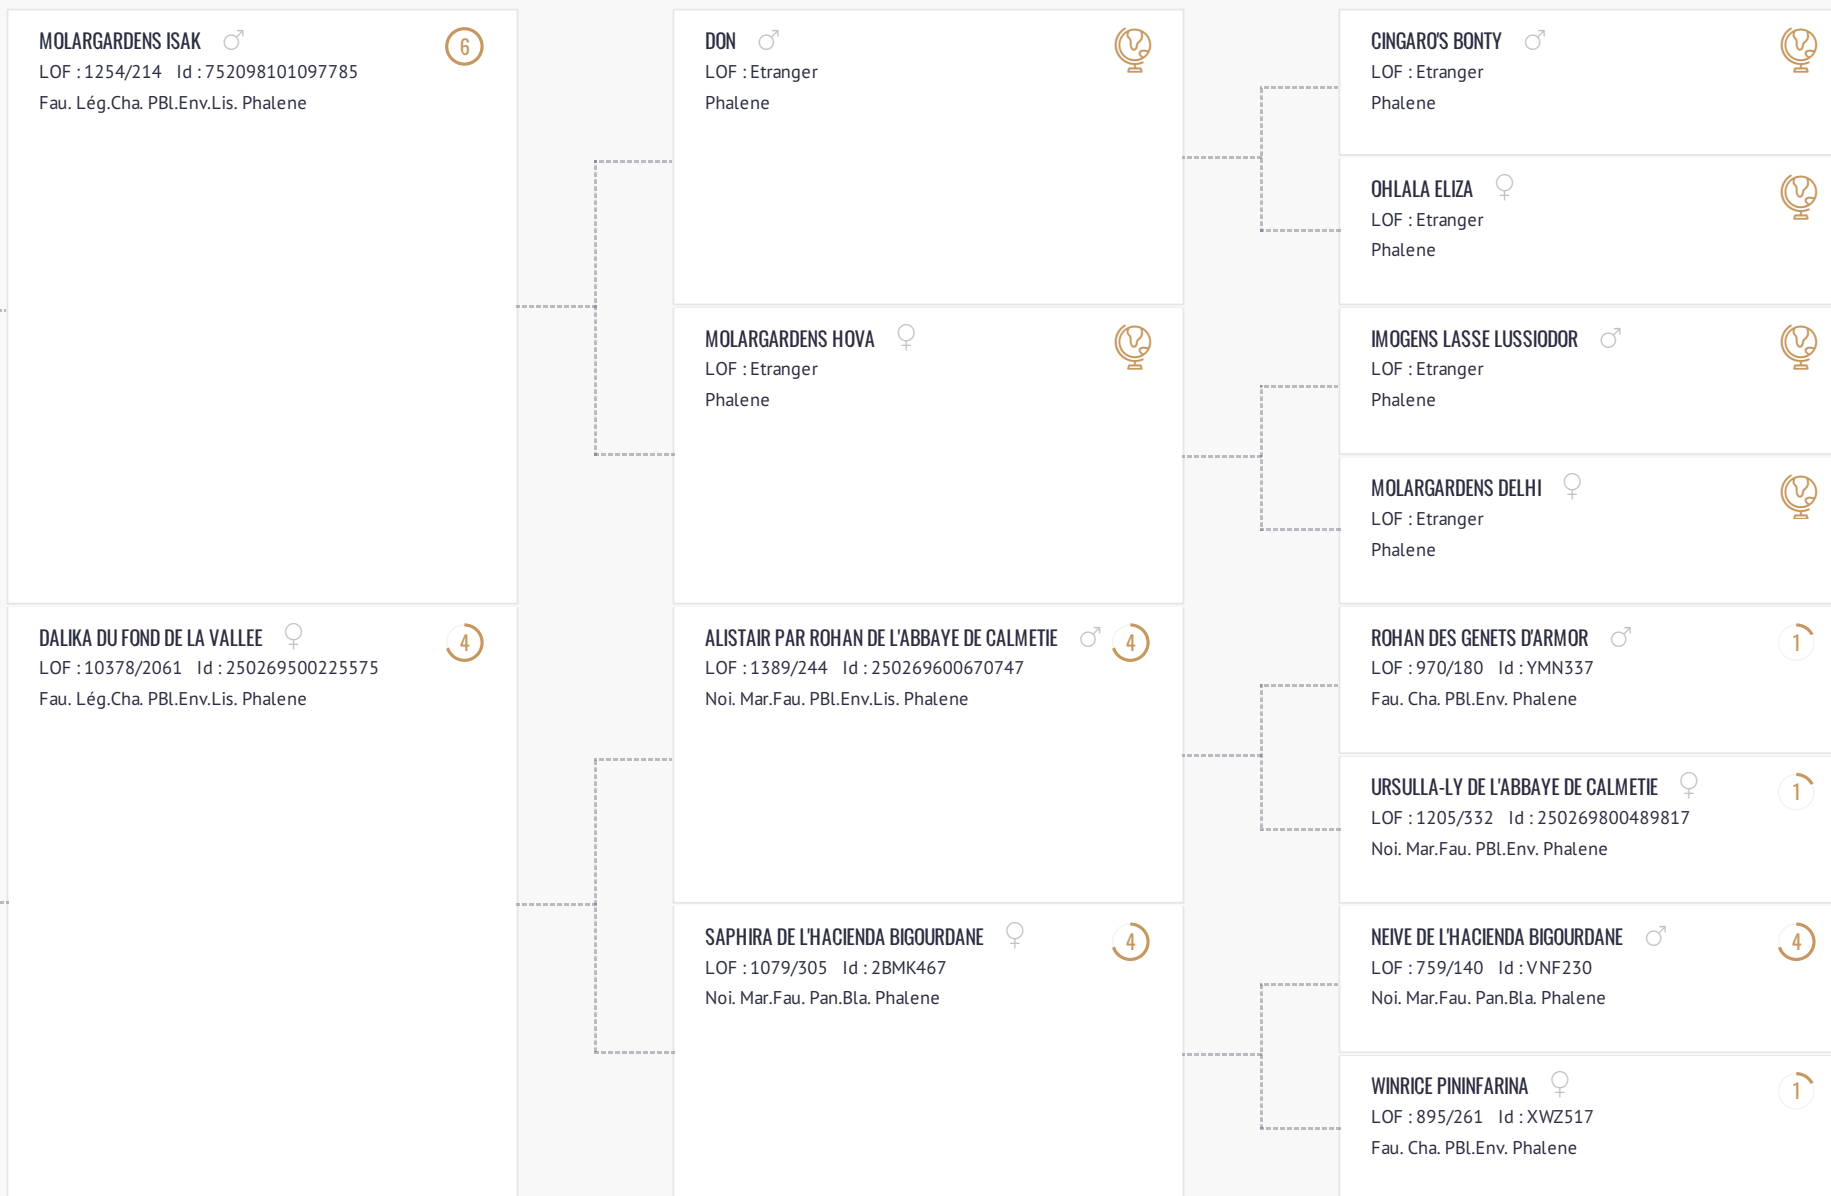 MOLARGARDENS ISAK
6
LOF : 1254/214 Id : 752098101097785
Fau. Lég.Cha. PBl.Env.Lis. Phalene
DALIKA DU FOND DE LA VALLEE
4
LOF : 10378/2061 Id : 250269500225575
Fau. Lég.Cha. PBl.Env.Lis. Phalene
DON
LOF : Etranger
Phalene
MOLARGARDENS HOVA
LOF : Etranger
Phalene
ALISTAIR PAR ROHAN DE L'ABBAYE DE CALMETIE
4
LOF : 1389/244 Id : 250269600670747
Noi. Mar.Fau. PBl.Env.Lis. Phalene
SAPHIRA DE L'HACIENDA BIGOURDANE
4
LOF : 1079/305 Id : 2BMK467
Noi. Mar.Fau. Pan.Bla. Phalene
CINGARO'S BONTY
LOF : Etranger
Phalene
OHLALA ELIZA
LOF : Etranger
Phalene
IMOGENS LASSE LUSSIODOR
LOF : Etranger
Phalene
MOLARGARDENS DELHI
LOF : Etranger
Phalene
ROHAN DES GENETS D'ARMOR
1
LOF : 970/180 Id : YMN337
Fau. Cha. PBl.Env. Phalene
URSULLA-LY DE L'ABBAYE DE CALMETIE
1
LOF : 1205/332 Id : 250269800489817
Noi. Mar.Fau. PBl.Env. Phalene
NEIVE DE L'HACIENDA BIGOURDANE
4
LOF : 759/140 Id : VNF230
Noi. Mar.Fau. Pan.Bla. Phalene
WINRICE PININFARINA
1
LOF : 895/261 Id : XWZ517
Fau. Cha. PBl.Env. Phalene